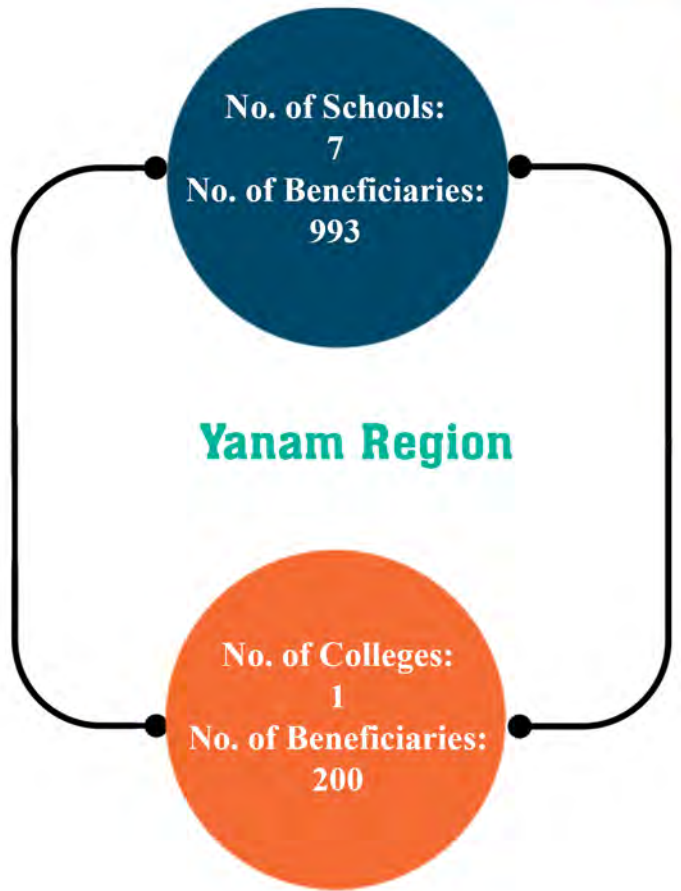 No. of Schools:
7
No. of Beneficiaries:
993
Yanam Region
No. of Colleges:
1
No. of Beneficiaries:
200